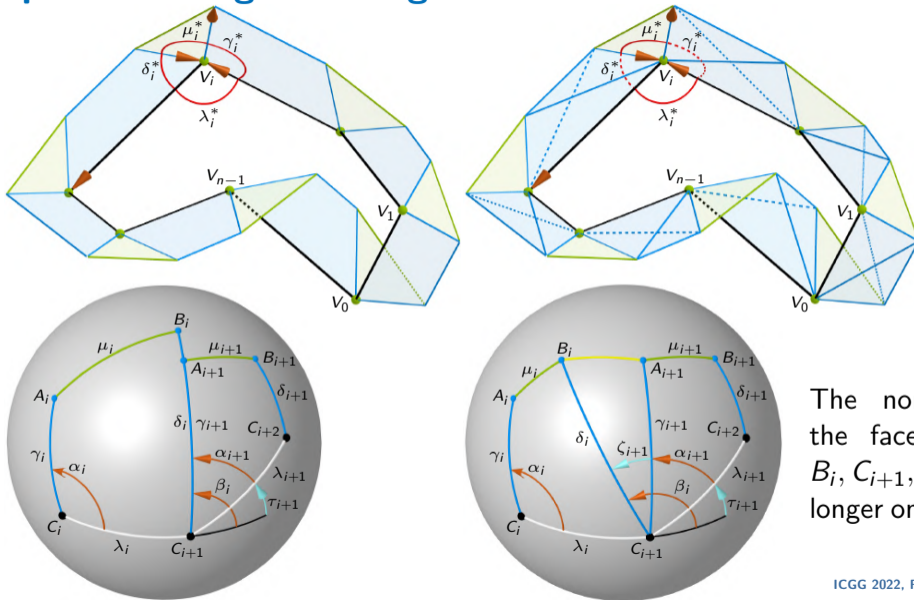 μ*i
γ*i
δ*i
Vi
λ*i
Vn−1
V1
V0
μ*i
γ*i
δ*i
Vi
λ*i
Vn−1
V1
V0
Bi
μi
μi+1
Ai+1
Bi+1
Ai
δi
γi+1
δi+1
Ci+2
γi
αi
αi+1
λi+1
βi
τi+1
Ci
λi
Ci+1
Bi
μi
μi+1
Ai+1
Bi+1
Ai
δi
γi+1
δi+1
Ci+2
γi
αi
ζi+1
αi+1
λi+1
βi
τi+1
Ci
λi
Ci+1
The no
the face
Bi, Ci+1,
longer or
ICGG 2022, F